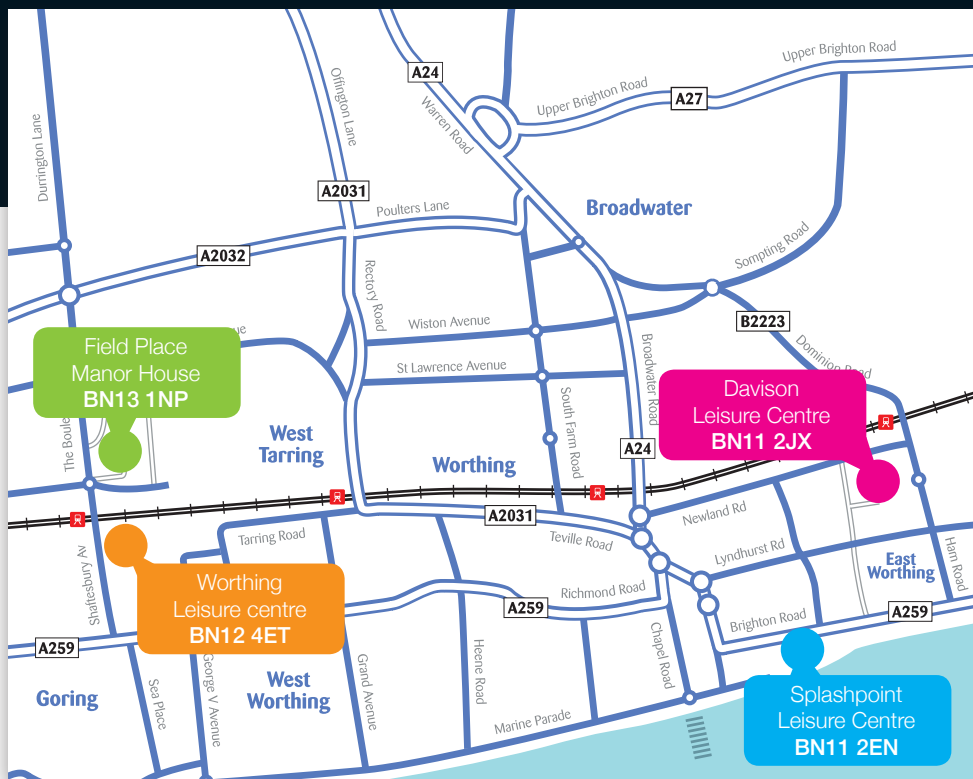 A24
Upper Brighton Road
Upper Brighton Road
A27
Offington Lane
Warren Road
Durrington Lane
A2031
Poulters Lane
Broadwater
Sompting Road
A2032
Rectory Road
Wiston Avenue
B2223
Dominion Road
St Lawrence Avenue
Broadwater Road
Field Place
Manor House
BN13 1NP
Davison
Leisure Centre
BN11 2JX
South Farm Road
The Boule
West
Tarring
Worthing
A24
A2031
Newland Rd
Tarring Road
Teville Road
Lyndhurst Rd
East
Worthing
Ham Road
Shaftesbury AV
Worthing
Leisure centre
BN12 4ET
Richmond Road
A259
Brighton Road
A259
A259
Chapel Road
Goring
Sea Place
George V Avenue
West
Worthing
Grand Avenue
Heene Road
Marine Parade
Splashpoint
Leisure Centre
BN11 2EN